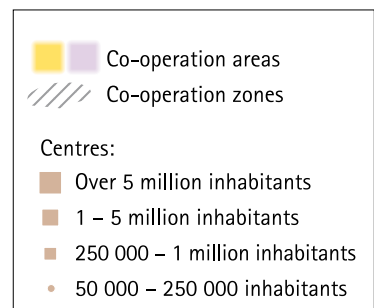 Co-operation areas
Co-operation zones
Centres:
Over 5 million inhabitants
1 – 5 million inhabitants
250 000 – 1 million inhabitants
50 000 – 250 000 inhabitants